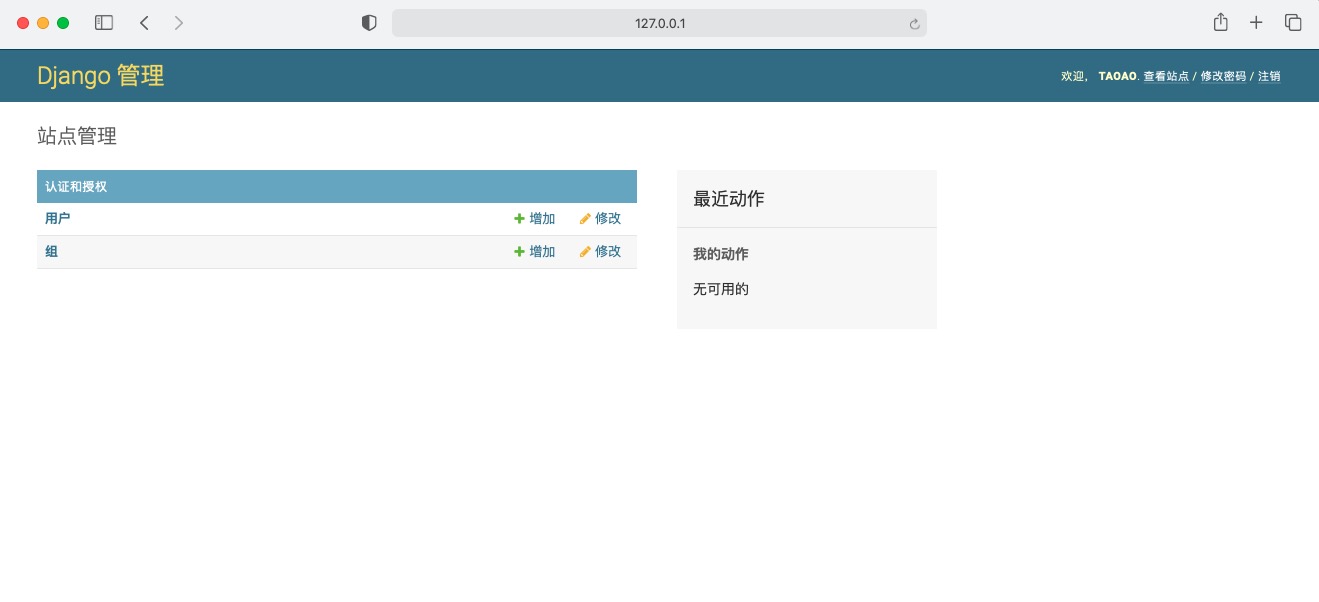 127.0.0.1
Django 管理
欢迎， TAOAO. 查看站点 / 修改密码 / 注销
站点管理
认证和授权
用户 增加 修改
组 增加 修改
最近动作
我的动作
无可用的